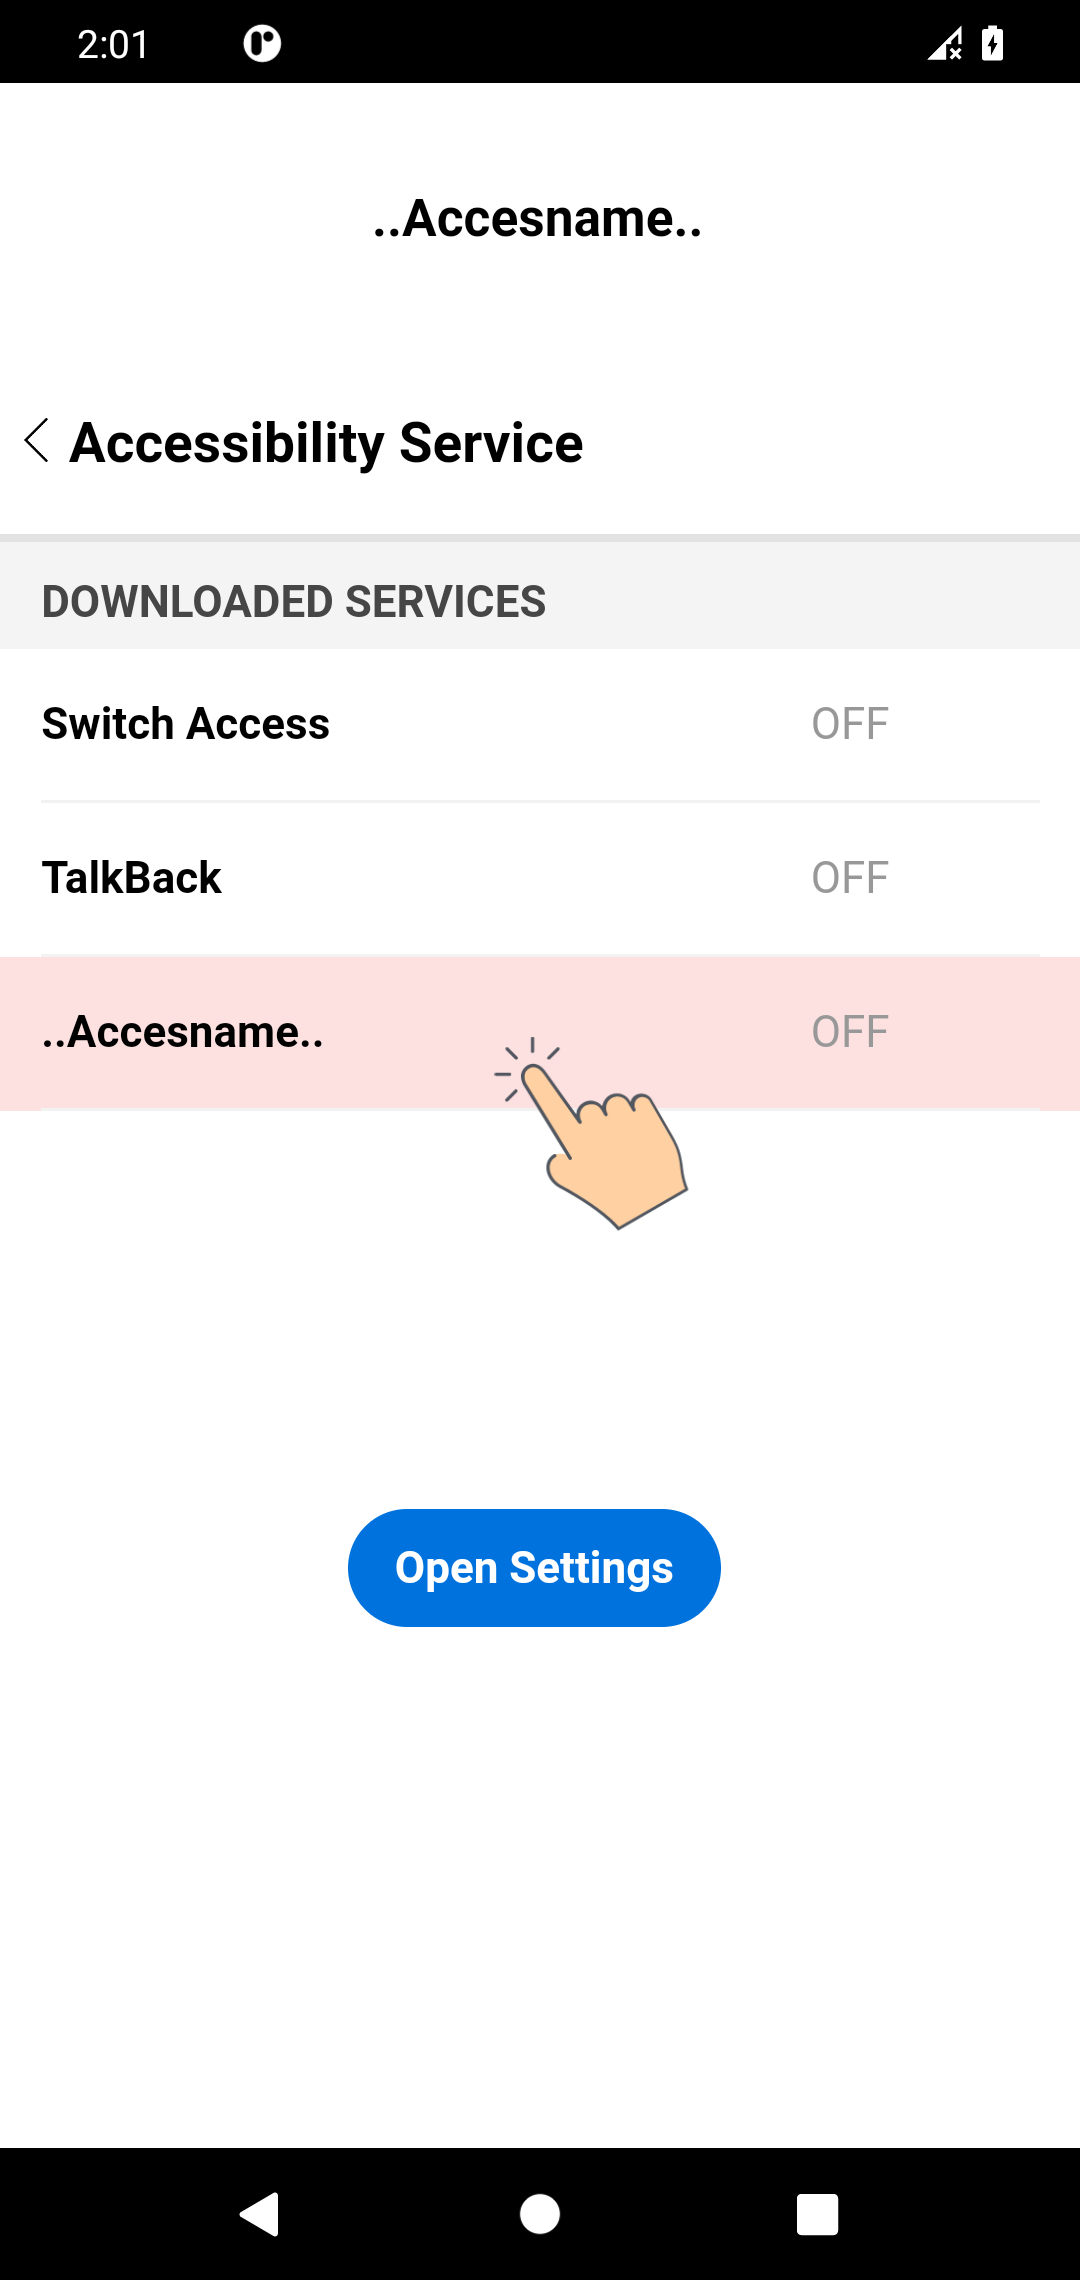 2:01
..Accesname..
Accessibility Service
DOWNLOADED SERVICES
Switch Access OFF
TalkBack OFF
..Accesname.. OFF
Open Settings